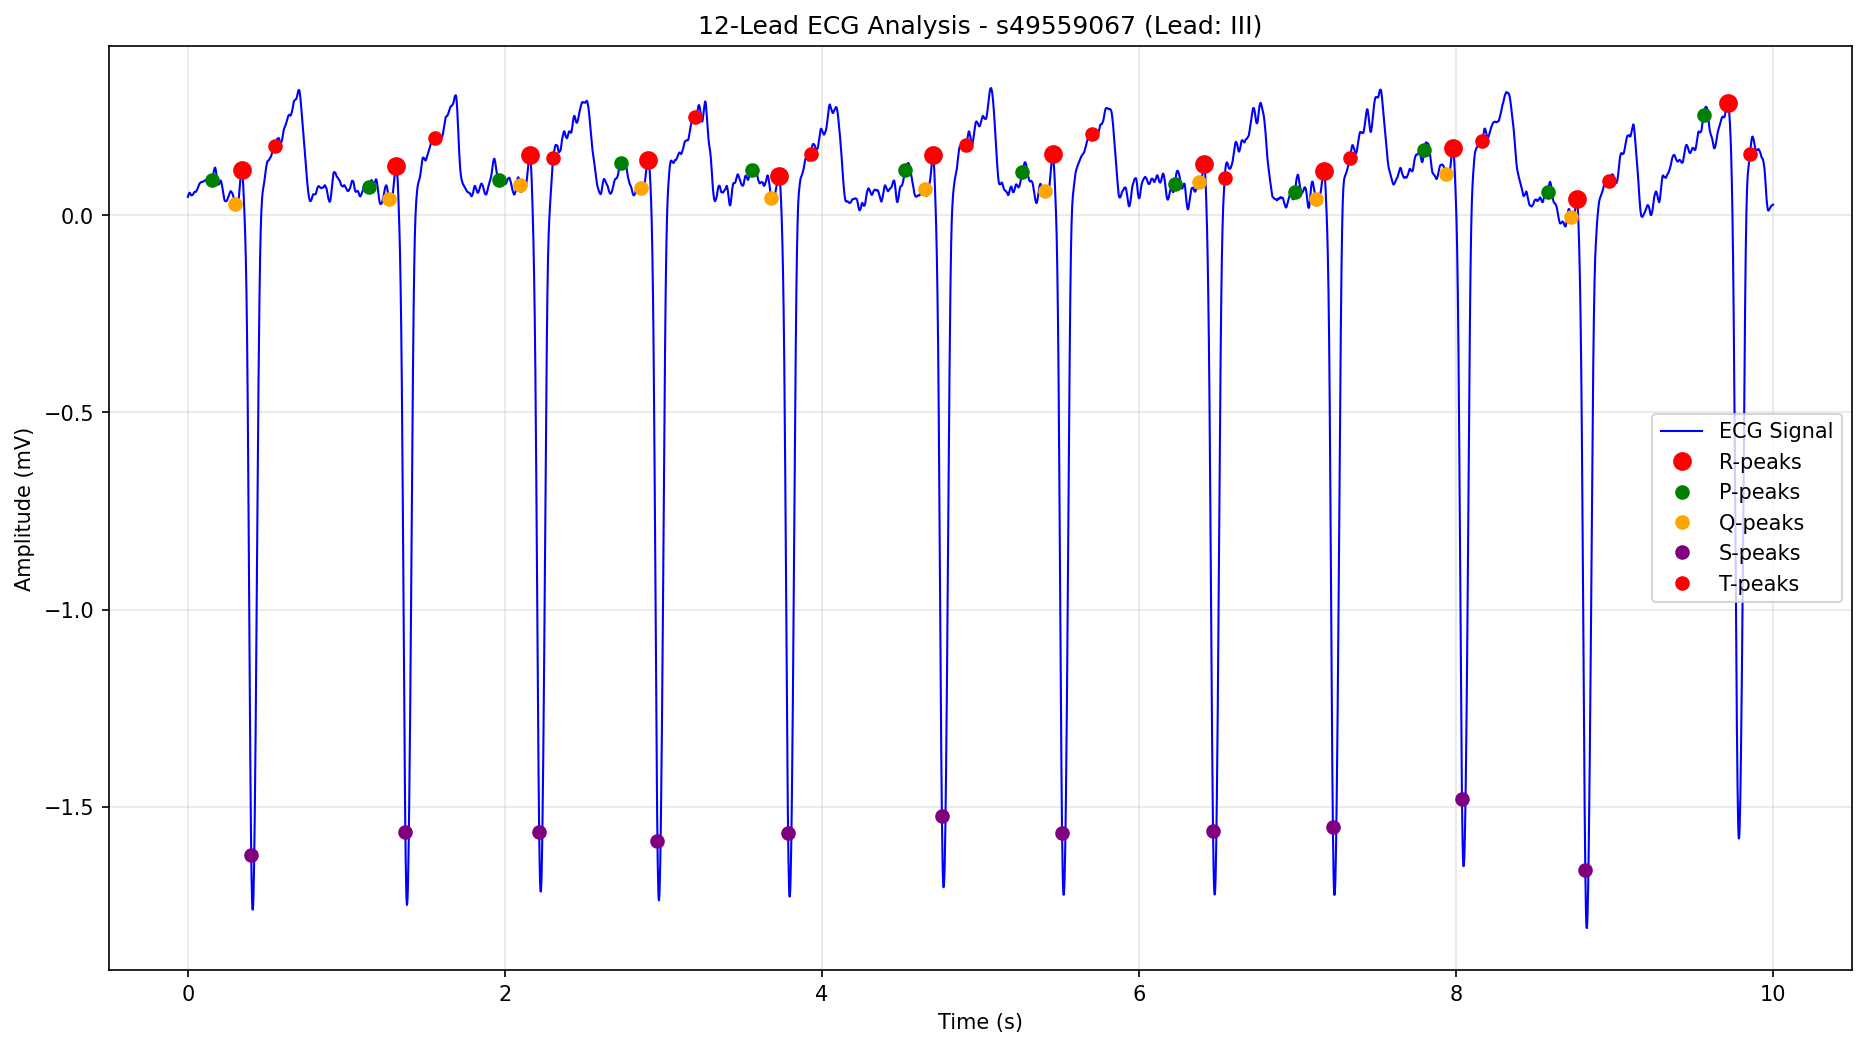 12-Lead ECG Analysis - s49559067 (Lead: III)
Amplitude (mV)
0.0
−0.5
−1.0
−1.5
ECG Signal
R-peaks
P-peaks
Q-peaks
S-peaks
T-peaks
0 2 4 6 8 10
Time (s)